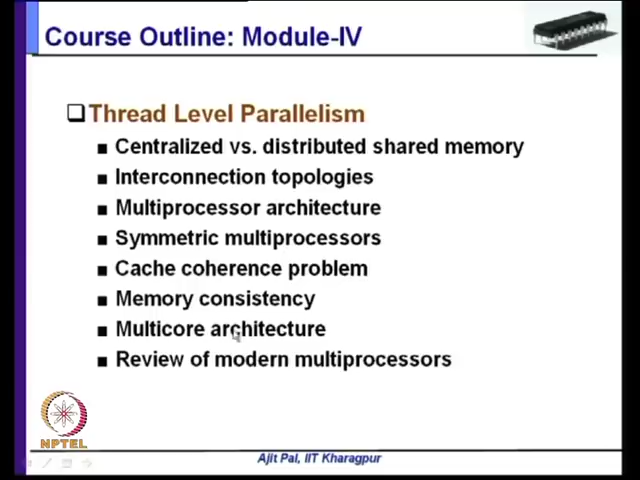 Course Outline: Module-IV
Thread Level Parallelism
Centralized vs. distributed shared memory
Interconnection topologies
Multiprocessor architecture
Symmetric multiprocessors
Cache coherence problem
Memory consistency
Multicore architecture
Review of modern multiprocessors
NPTEL
Ajit Pal, IIT Kharagpur